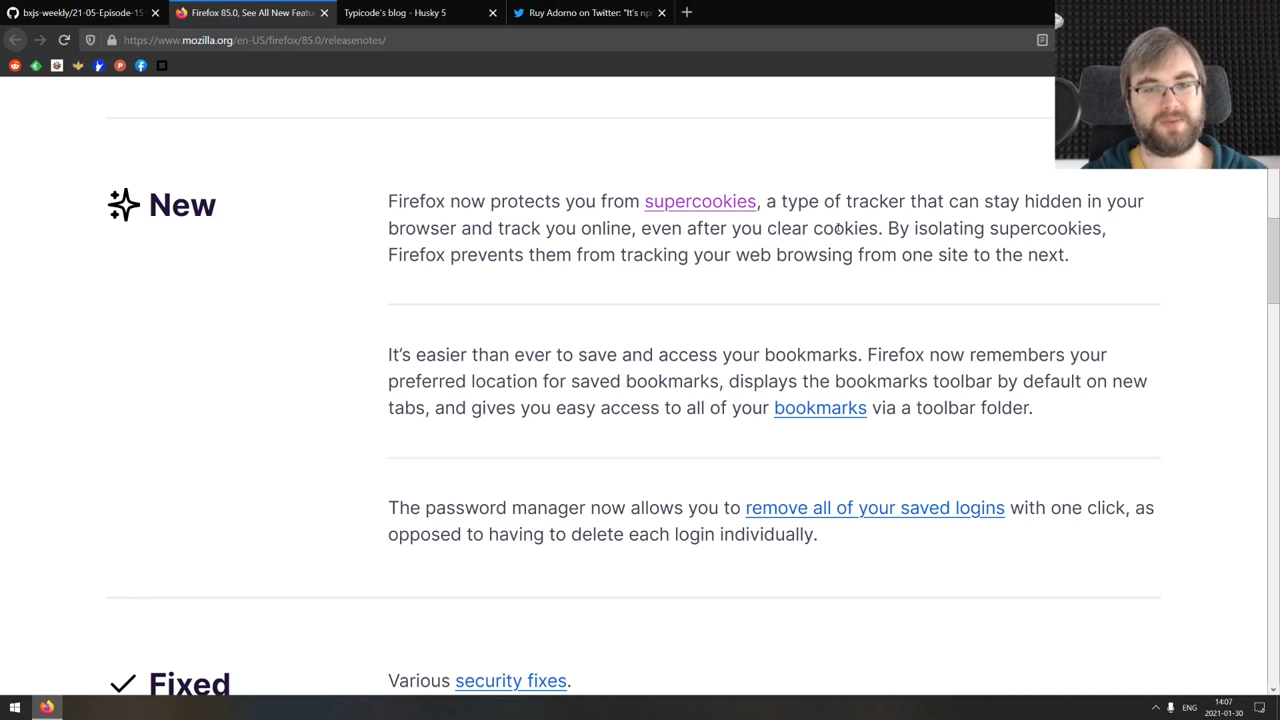 bxjs-weekly/21-05-Episode-15
Firefox 85.0, See All New Featu
Typicode's blog - Husky 5
Ruy Adorno on Twitter: "It's np
https://www.mozilla.org/en-US/firefox/85.0/releasenotes/
New
Firefox now protects you from supercookies, a type of tracker that can stay hidden in your
browser and track you online, even after you clear cookies. By isolating supercookies,
Firefox prevents them from tracking your web browsing from one site to the next.
It’s easier than ever to save and access your bookmarks. Firefox now remembers your
preferred location for saved bookmarks, displays the bookmarks toolbar by default on new
tabs, and gives you easy access to all of your bookmarks via a toolbar folder.
The password manager now allows you to remove all of your saved logins with one click, as
opposed to having to delete each login individually.
Fixed
Various security fixes.
ENG
14:07
2021-01-30